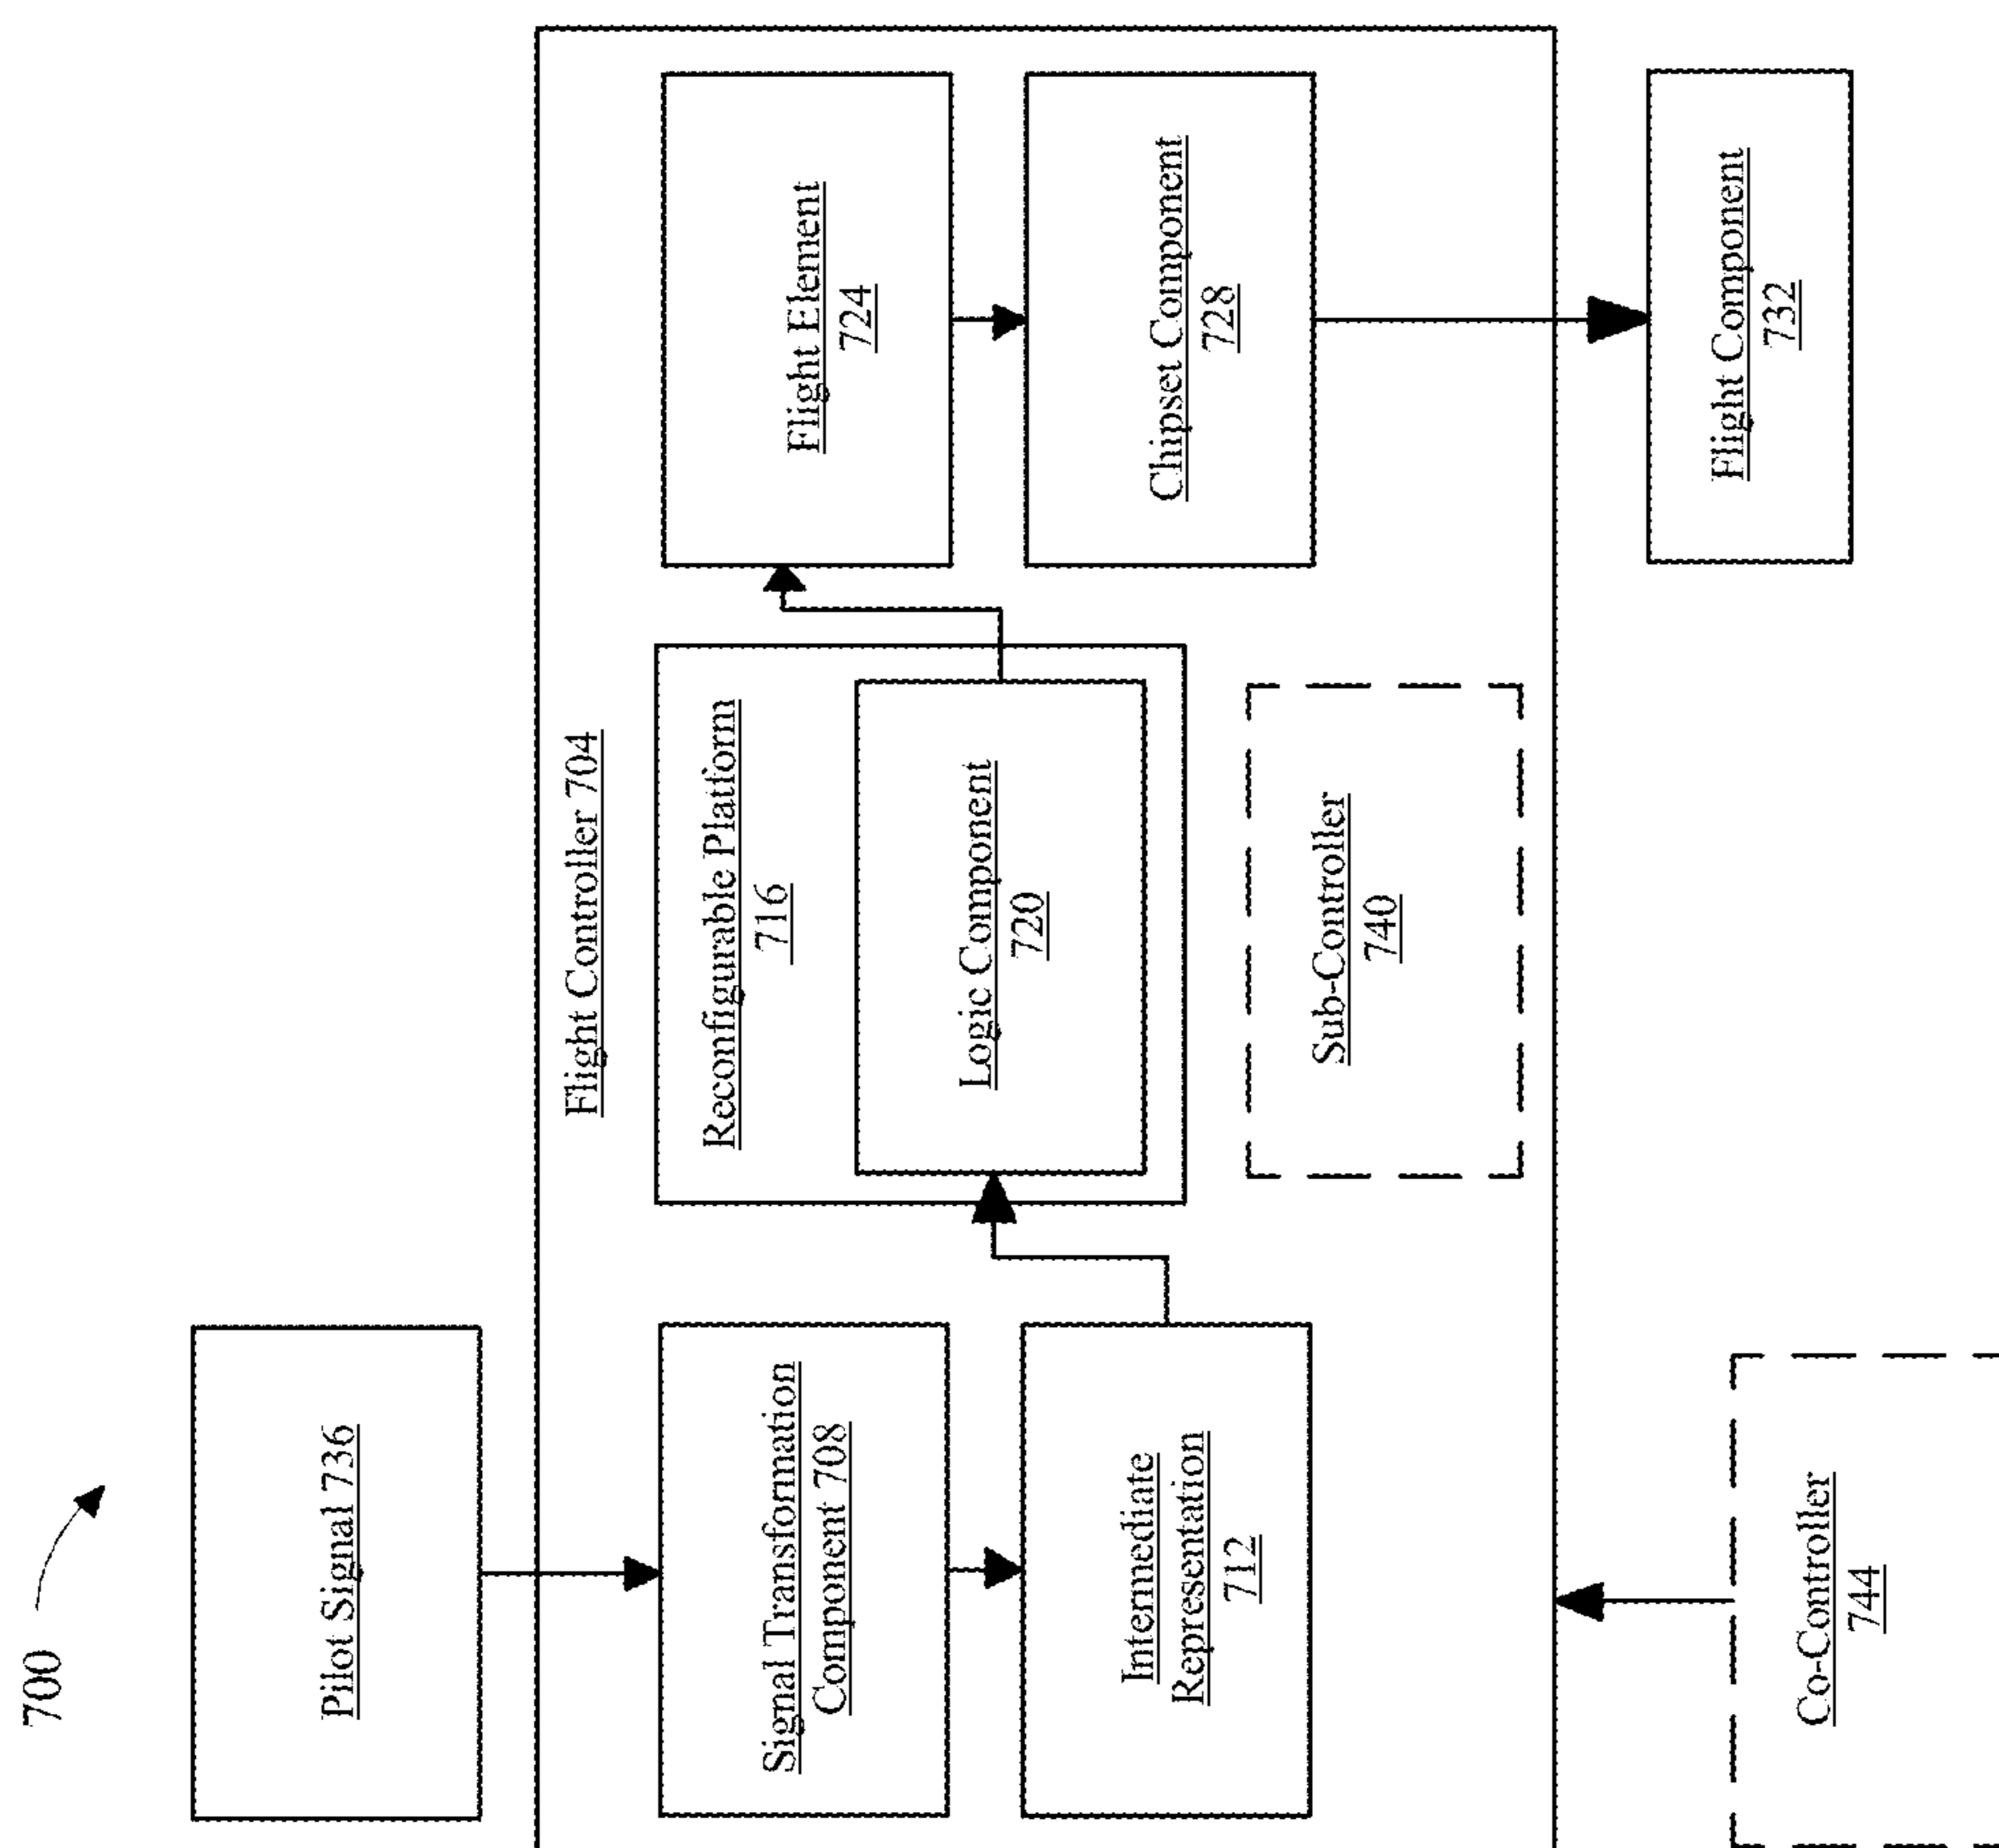 700
Pilot Signal 736
Flight Controller 704
Signal Transformation
Component 708
Intermediate
Representation
712
Reconfigurable Platform
716
Logic Component
720
Sub-Controller
740
Flight Element
724
Chipset Component
728
Co-Controller
744
Flight Component
732